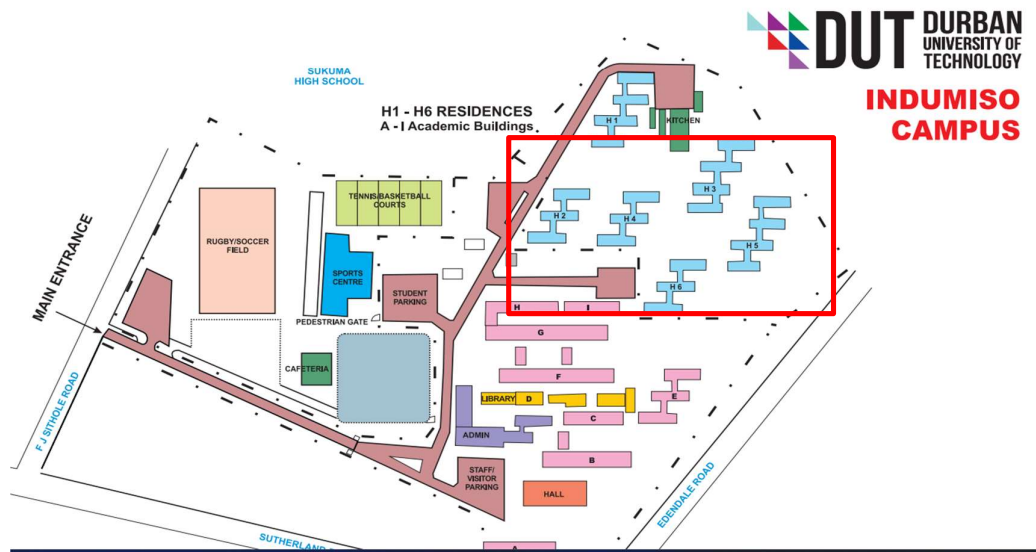 DUT DURBAN
UNIVERSITY OF
TECHNOLOGY
INDUMISO
CAMPUS
SUKUMA
HIGH SCHOOL
H1 - H6 RESIDENCES
A - I Academic Buildings
H 1
KITCHEN
H 3
TENNIS/BASKETBALL
COURTS
H 2
H 4
H 5
RUGBY/SOCCER
FIELD
MAIN ENTRANCE
SPORTS
CENTRE
STUDENT
PARKING
H 6
PEDESTRIAN GATE
H
I
G
CAFETERIA
F
F J SITHOLE ROAD
LIBRARY
D
E
C
ADMIN
B
STAFF/
VISITOR
PARKING
HALL
EDENDALE ROAD
SUTHERLAND
A